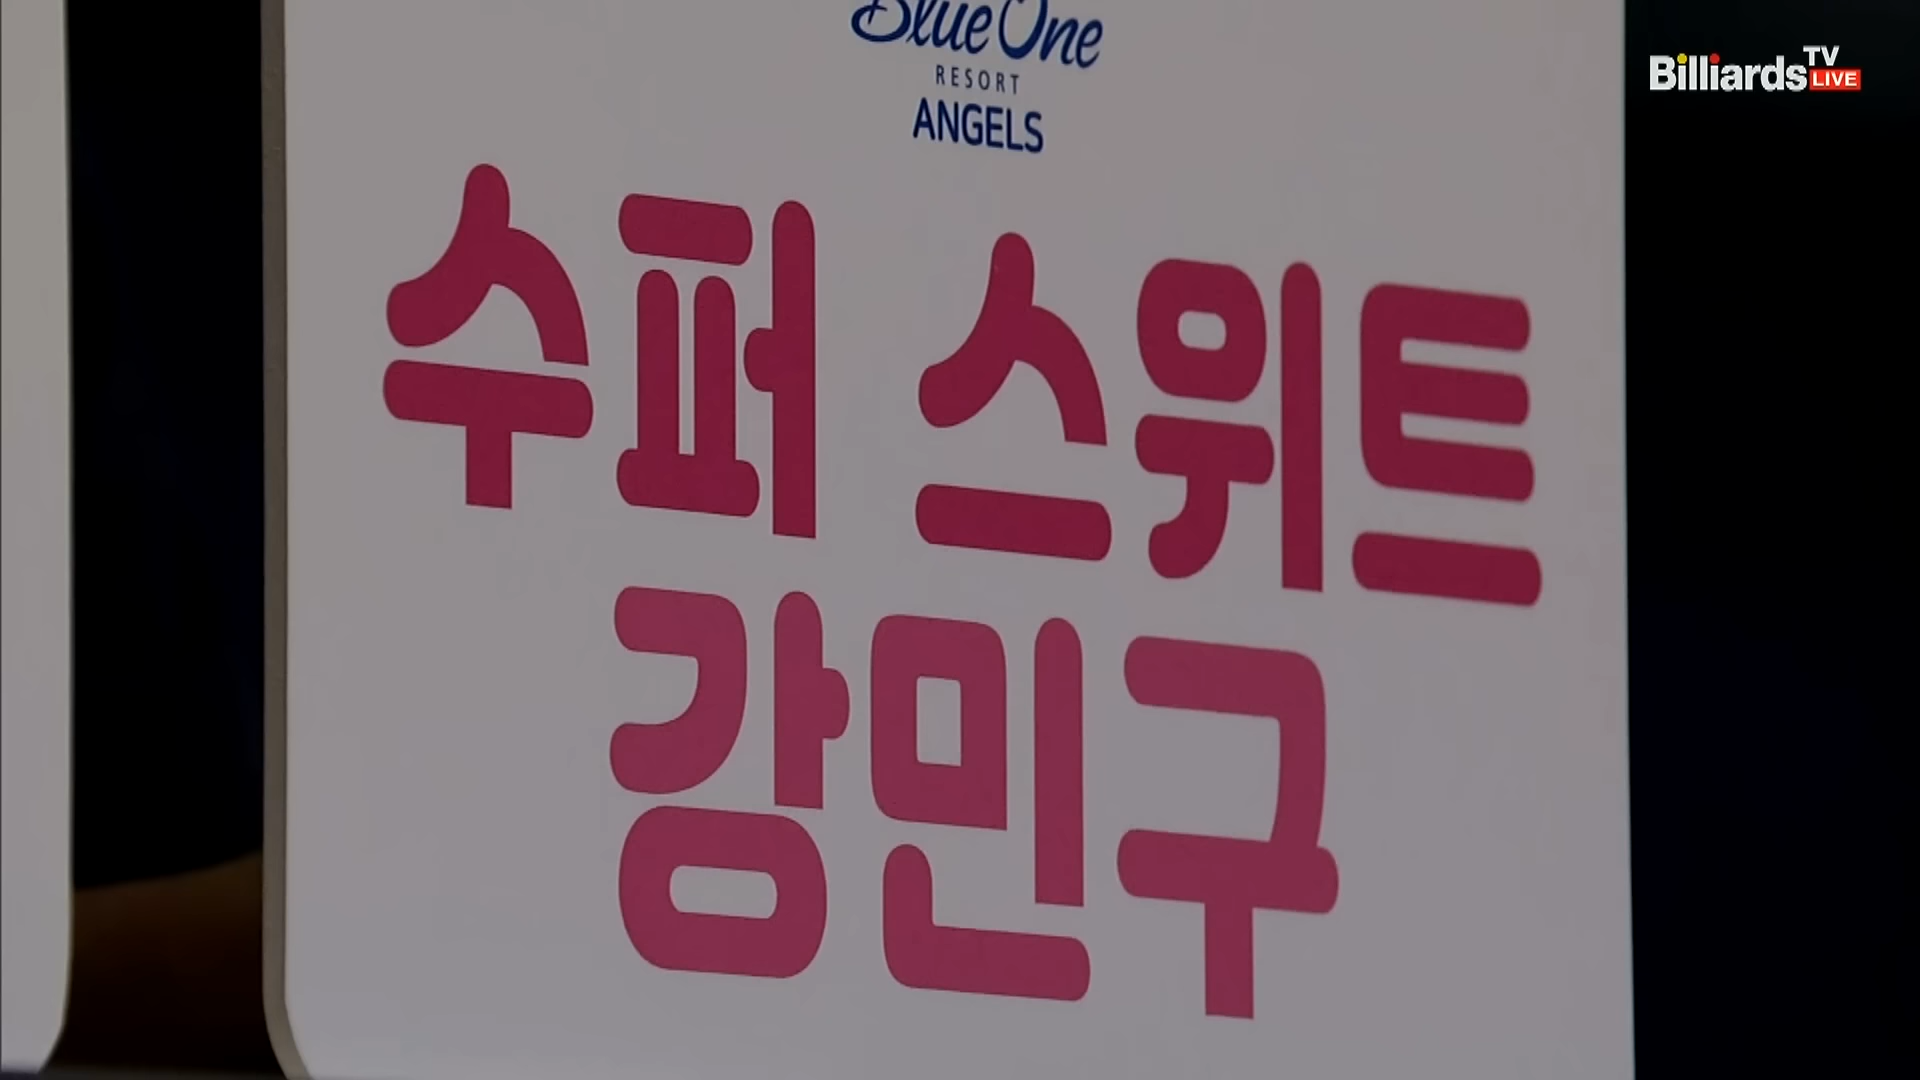 Blue One
RESORT
ANGELS
수퍼 스위트
강민구
Billiards TV
LIVE